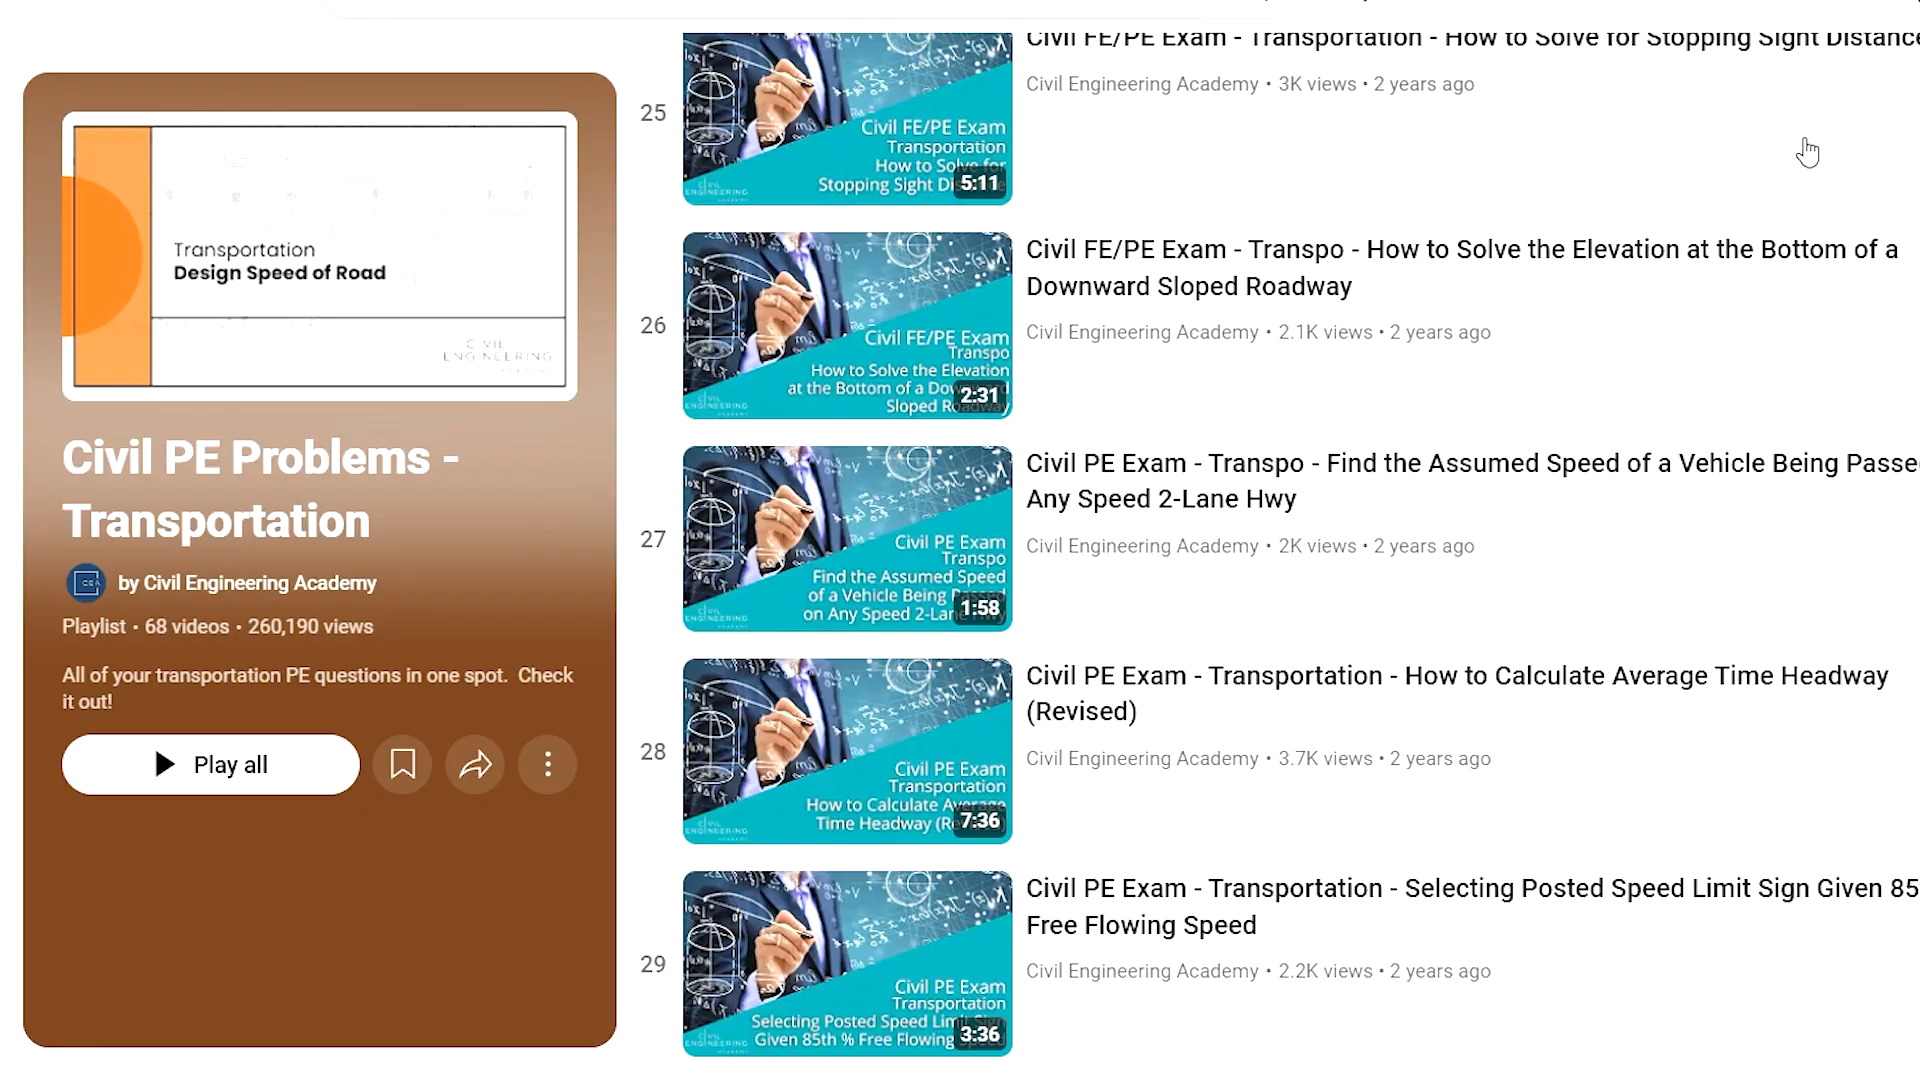 Transportation
Design Speed of Road
Civil PE Problems -
Transportation
by Civil Engineering Academy
Playlist • 68 videos • 260,190 views
All of your transportation PE questions in one spot. Check
it out!
Play all
25
Civil FE/PE Exam
Transportation
How to Solve for
Stopping Sight Di
5:11
Civil FE/PE Exam - Transportation - How to Solve for Stopping Sight Distance
Civil Engineering Academy • 3K views • 2 years ago
26
Civil FE/PE Exam
Transpo
How to Solve the Elevation
at the Bottom of a Downward
Sloped Roadway
2:31
Civil FE/PE Exam - Transpo - How to Solve the Elevation at the Bottom of a
Downward Sloped Roadway
Civil Engineering Academy • 2.1K views • 2 years ago
27
Civil PE Exam
Transpo
Find the Assumed Speed
of a Vehicle Being Passed
on Any Speed 2-Lane Hwy
1:58
Civil PE Exam - Transpo - Find the Assumed Speed of a Vehicle Being Passe
Any Speed 2-Lane Hwy
Civil Engineering Academy • 2K views • 2 years ago
28
Civil PE Exam
Transportation
How to Calculate Average
Time Headway (Re
7:36
Civil PE Exam - Transportation - How to Calculate Average Time Headway
(Revised)
Civil Engineering Academy • 3.7K views • 2 years ago
29
Civil PE Exam
Transportation
Selecting Posted Speed Limit Sign
Given 85th % Free Flowing Speed
3:36
Civil PE Exam - Transportation - Selecting Posted Speed Limit Sign Given 85
Free Flowing Speed
Civil Engineering Academy • 2.2K views • 2 years ago